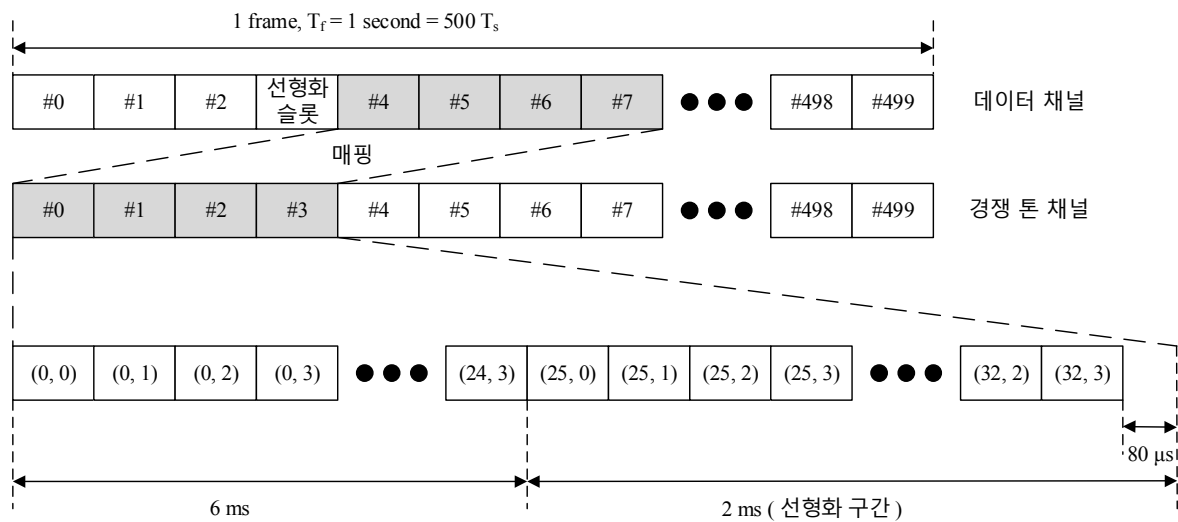 1 frame, Tf = 1 second = 500 Ts
#0 #1 #2 선형화 슬롯 #4 #5 #6 #7 ●●● #498 #499 데이터 채널
매핑
#0 #1 #2 #3 #4 #5 #6 #7 ●●● #498 #499 경쟁 톤 채널
(0, 0) (0, 1) (0, 2) (0, 3) ●●● (24, 3) (25, 0) (25, 1) (25, 2) (25, 3) ●●● (32, 2) (32, 3)
80 μs
6 ms 2 ms ( 선형화 구간 )